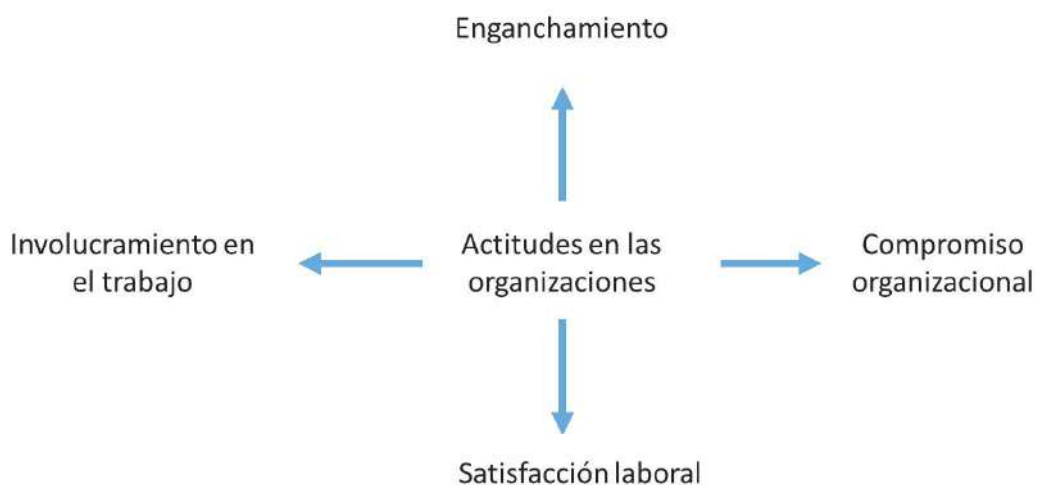 Enganchamiento
Involucramiento en
el trabajo
Actitudes en las
organizaciones
Compromiso
organizacional
Satisfacción laboral